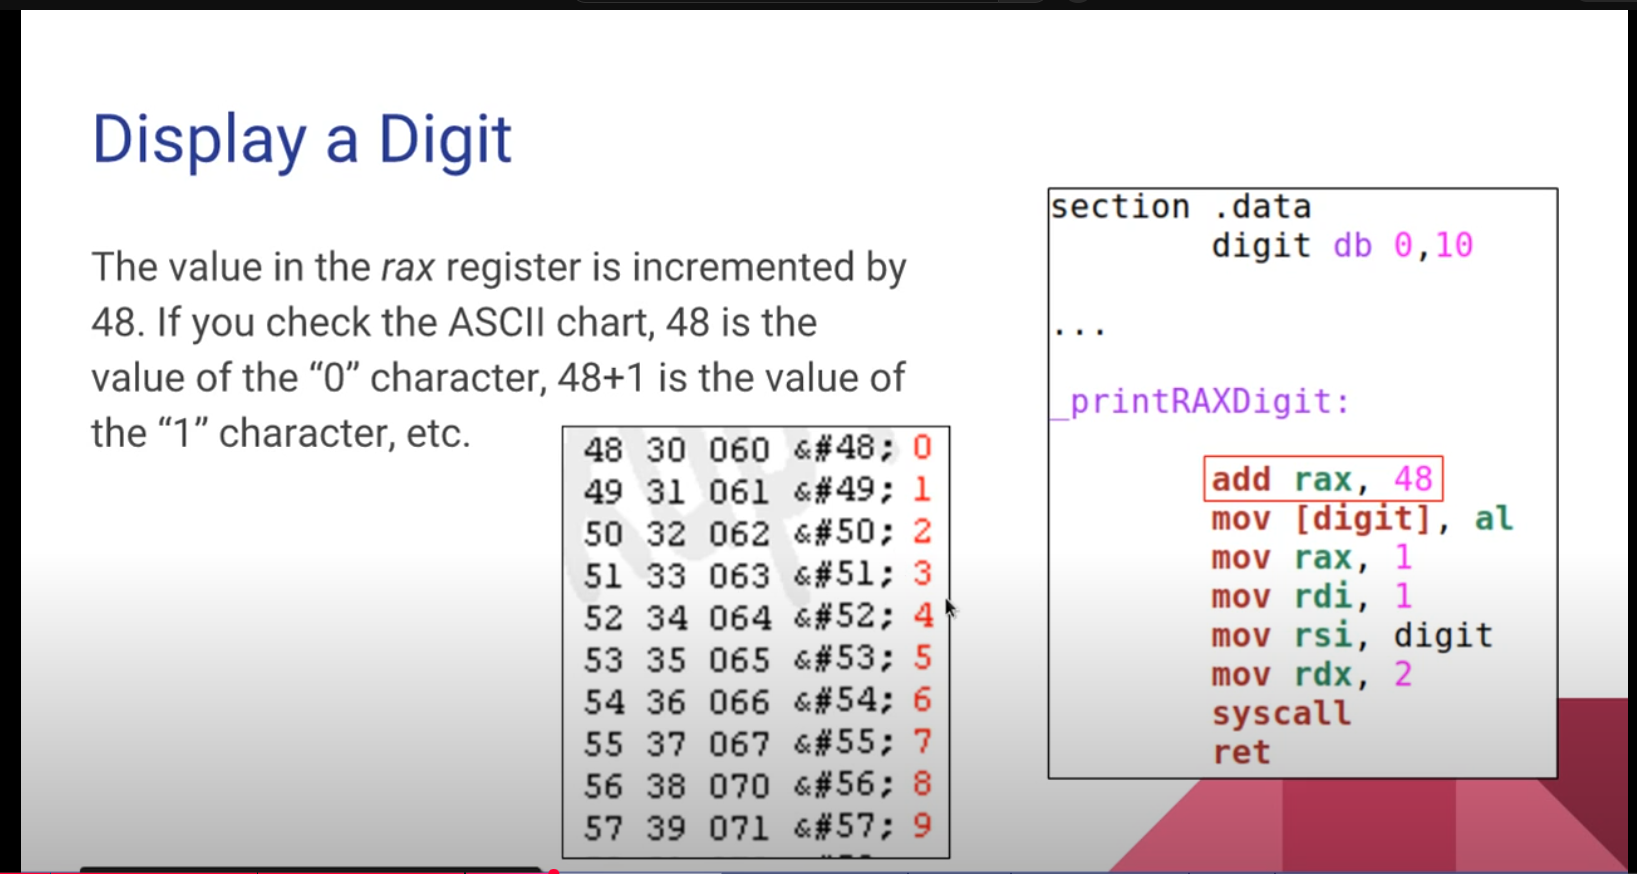 Display a Digit
The value in the rax register is incremented by
48. If you check the ASCII chart, 48 is the
value of the “0” character, 48+1 is the value of
the “1” character, etc.
48 30 060 &#48; 0
49 31 061 &#49; 1
50 32 062 &#50; 2
51 33 063 &#51; 3
52 34 064 &#52; 4
53 35 065 &#53; 5
54 36 066 &#54; 6
55 37 067 &#55; 7
56 38 070 &#56; 8
57 39 071 &#57; 9
section .data
digit db 0,10
...
_printRAXDigit:
add rax, 48
mov [digit], al
mov rax, 1
mov rdi, 1
mov rsi, digit
mov rdx, 2
syscall
ret